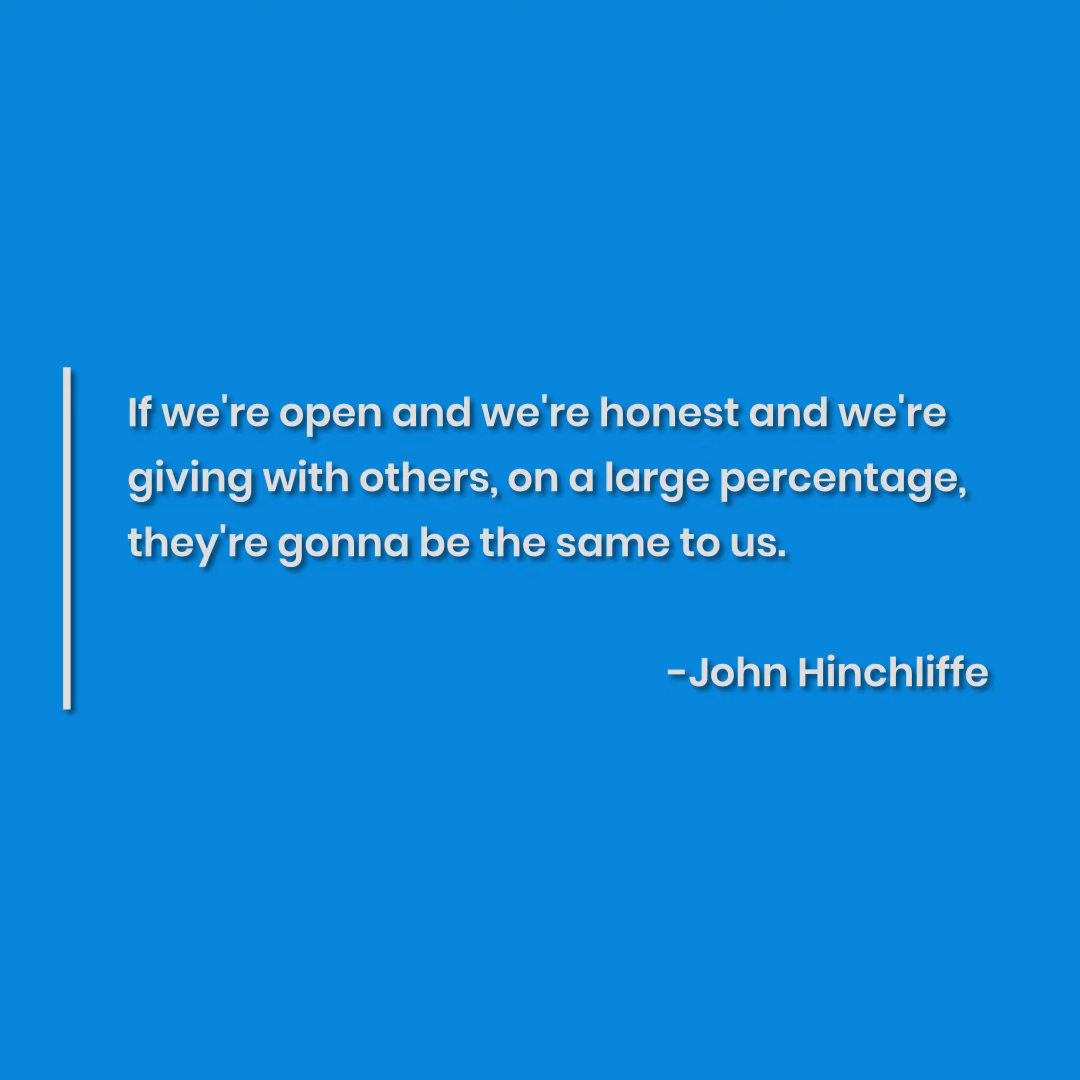 If we're open and we're honest and we're
giving with others, on a large percentage,
they're gonna be the same to us.
-John Hinchliffe